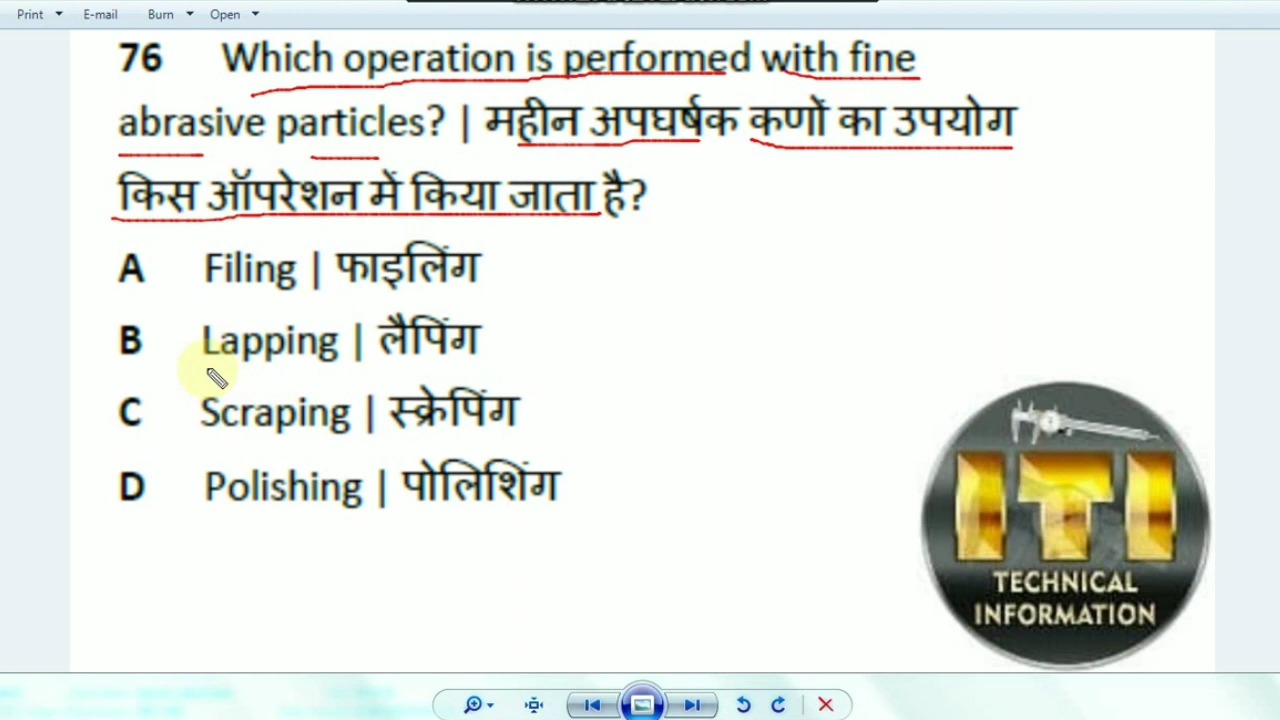 Print E-mail Burn Open
76 Which operation is performed with fine
abrasive particles? | महीन अपघर्षक कणों का उपयोग
किस ऑपरेशन में किया जाता है?
A Filing | फाइलिंग
B Lapping | लैपिंग
C Scraping | स्क्रेपिंग
D Polishing | पोलिशिंग
ITI
TECHNICAL
INFORMATION